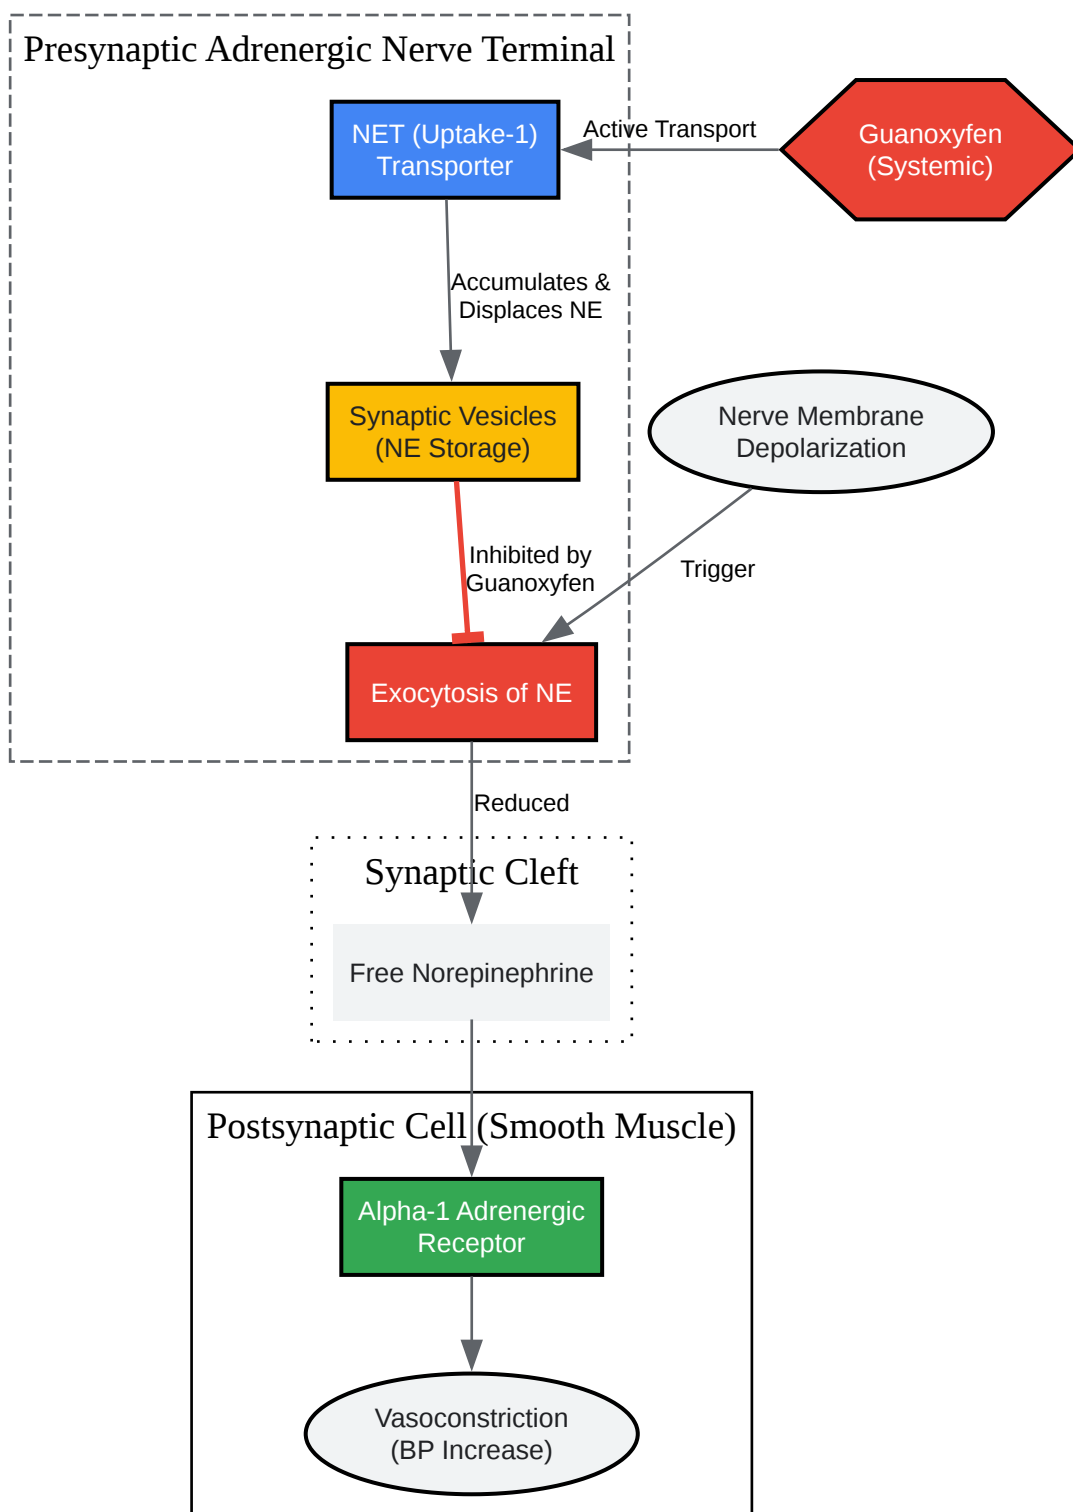 Presynaptic Adrenergic Nerve Terminal
NET (Uptake-1)
Transporter
Active Transport
Guanoxyfen
(Systemic)
Accumulates &
Displaces NE
Synaptic Vesicles
(NE Storage)
Nerve Membrane
Depolarization
Inhibited by
Guanoxyfen
Trigger
Exocytosis of NE
Reduced
Synaptic Cleft
Free Norepinephrine
Postsynaptic Cell (Smooth Muscle)
Alpha-1 Adrenergic
Receptor
Vasoconstriction
(BP Increase)